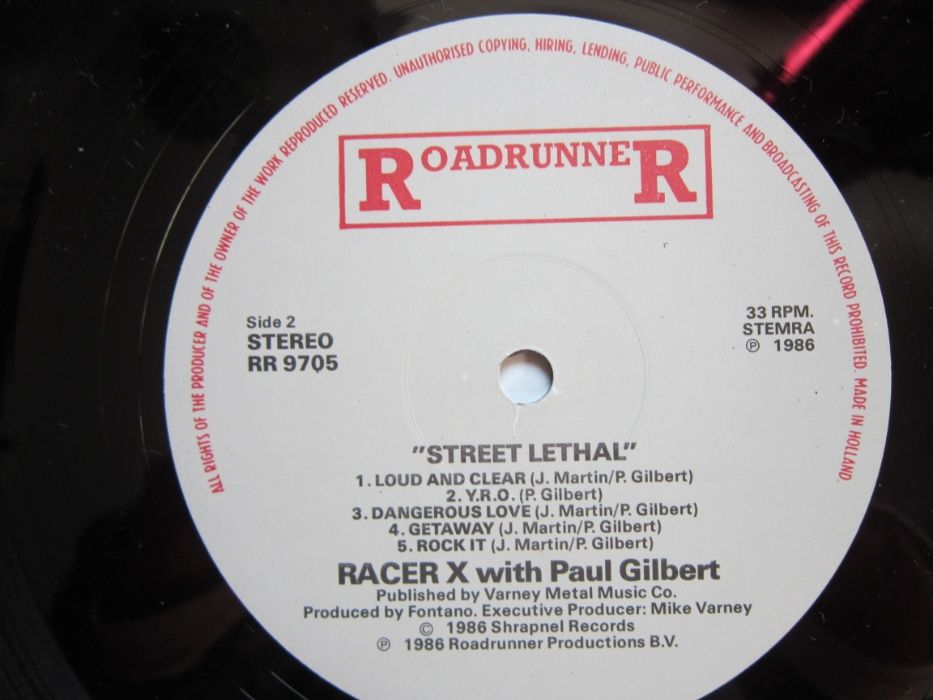 ALL RIGHTS OF THE PRODUCER AND OF THE OWNER OF THE WORK REPRODUCED RESERVED. UNAUTHORISED COPYING, HIRING, LENDING, PUBLIC PERFORMANCE AND BROADCASTING OF THIS RECORD PROHIBITED. MADE IN HOLLAND
ROADRUNNER
Side 2
STEREO
RR 9705
33 RPM.
STEMRA
℗ 1986
"STREET LETHAL"
1. LOUD AND CLEAR (J. Martin/P. Gilbert)
2. Y.R.O. (P. Gilbert)
3. DANGEROUS LOVE (J. Martin/P. Gilbert)
4. GETAWAY (J. Martin/P. Gilbert)
5. ROCK IT (J. Martin/P. Gilbert)
RACER X with Paul Gilbert
Published by Varney Metal Music Co.
Produced by Fontano. Executive Producer: Mike Varney
© 1986 Shrapnel Records
℗ 1986 Roadrunner Productions B.V.